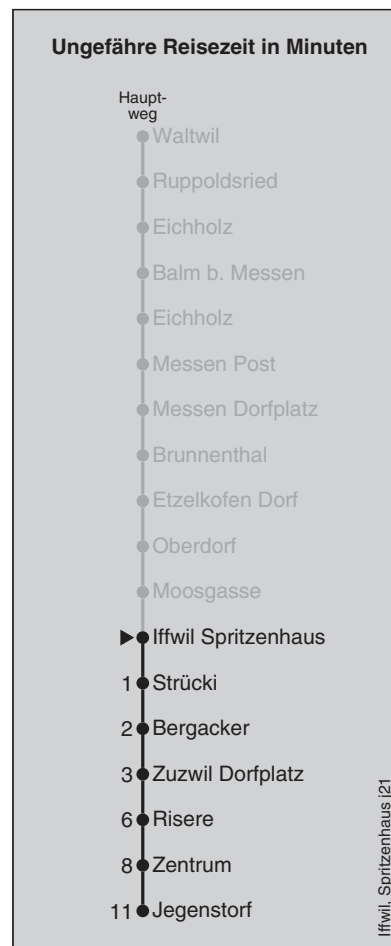 Ungefähre Reisezeit in Minuten
Haupt-
weg
Waltwil
Ruppoldsried
Eichholz
Balm b. Messen
Eichholz
Messen Post
Messen Dorfplatz
Brunnenthal
Etzelkofen Dorf
Oberdorf
Moosgasse
Iffwil Spritzenhaus
1 Strücki
2 Bergacker
3 Zuzwil Dorfplatz
6 Risere
8 Zentrum
11 Jegenstorf
Iffwil, Spritzenhaus j21